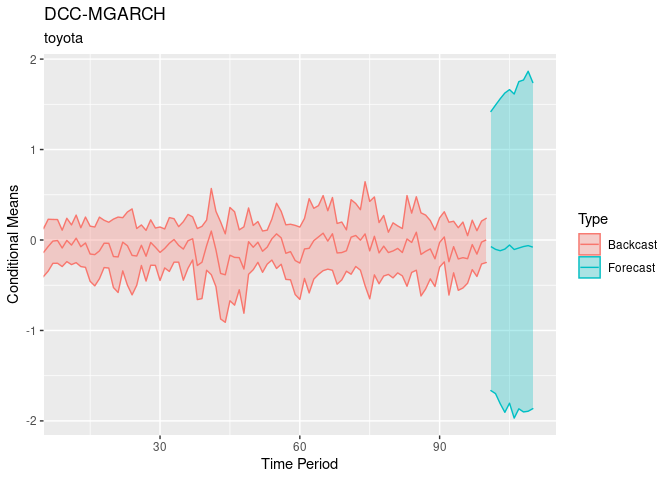 DCC-MGARCH
toyota
Conditional Means
2
1
0
-1
-2
30
60
90
Time Period
Type
Backcast
Forecast